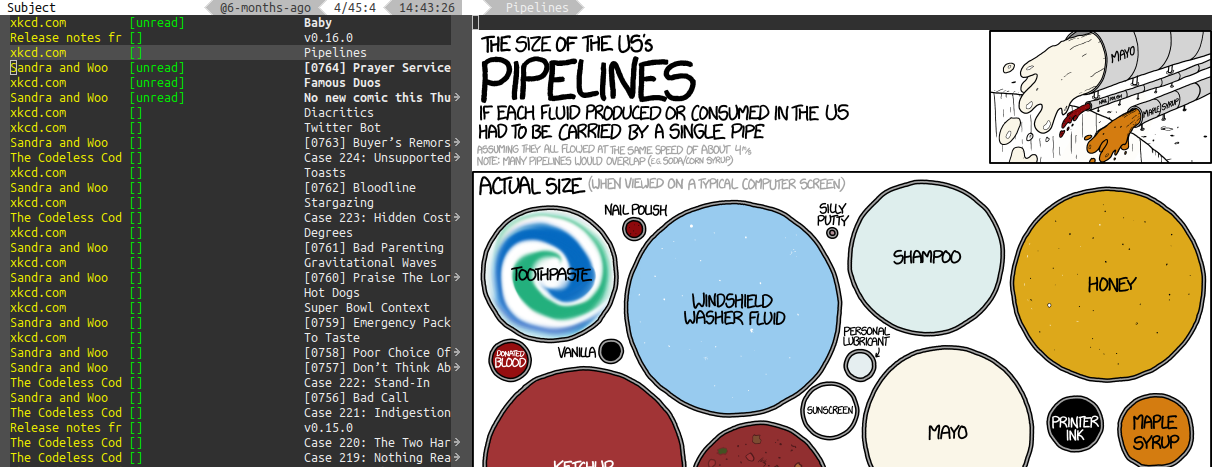 Subject @6-months-ago 4/45:4 14:43:26 Pipelines
xkcd.com [unread] Baby
Release notes fr [] v0.16.0
xkcd.com [] Pipelines
Sandra and Woo [unread] [0764] Prayer Service
xkcd.com [unread] Famous Duos
Sandra and Woo [unread] No new comic this Thu
xkcd.com [] Diacritics
xkcd.com [] Twitter Bot
Sandra and Woo [] [0763] Buyer’s Remors
The Codeless Cod [] Case 224: Unsupported
xkcd.com [] Toasts
Sandra and Woo [] [0762] Bloodline
xkcd.com [] Stargazing
The Codeless Cod [] Case 223: Hidden Cost
xkcd.com [] Degrees
Sandra and Woo [] [0761] Bad Parenting
xkcd.com [] Gravitational Waves
Sandra and Woo [] [0760] Praise The Lor
xkcd.com [] Hot Dogs
xkcd.com [] Super Bowl Context
Sandra and Woo [] [0759] Emergency Pack
xkcd.com [] To Taste
Sandra and Woo [] [0758] Poor Choice Of
Sandra and Woo [] [0757] Don’t Think Ab
The Codeless Cod [] Case 222: Stand-In
Sandra and Woo [] [0756] Bad Call
The Codeless Cod [] Case 221: Indigestion
Release notes fr [] v0.15.0
The Codeless Cod [] Case 220: The Two Har
The Codeless Cod [] Case 219: Nothing Rea
THE SIZE OF THE US's
PIPELINES
IF EACH FLUID PRODUCED OR CONSUMED IN THE US
HAD TO BE CARRIED BY A SINGLE PIPE
ASSUMING THEY ALL FLOWED AT THE SAME SPEED OF ABOUT 4%
NOTE: MANY PIPELINES WOULD OVERLAP (E.G. SODA/CORN SYRUP)
MAYO
NAIL POLISH
MAPLE SYRUP
ACTUAL SIZE (WHEN VIEWED ON A TYPICAL COMPUTER SCREEN)
NAIL POLISH
SILLY
PUTTY
TOOTHPASTE
WINDSHIELD
WASHER FLUID
SHAMPOO
HONEY
PERSONAL
LUBRICANT
DONATED
BLOOD
VANILLA
SUNSCREEN
MAYO
PRINTER
INK
MAPLE
SYRUP
KETCHUP